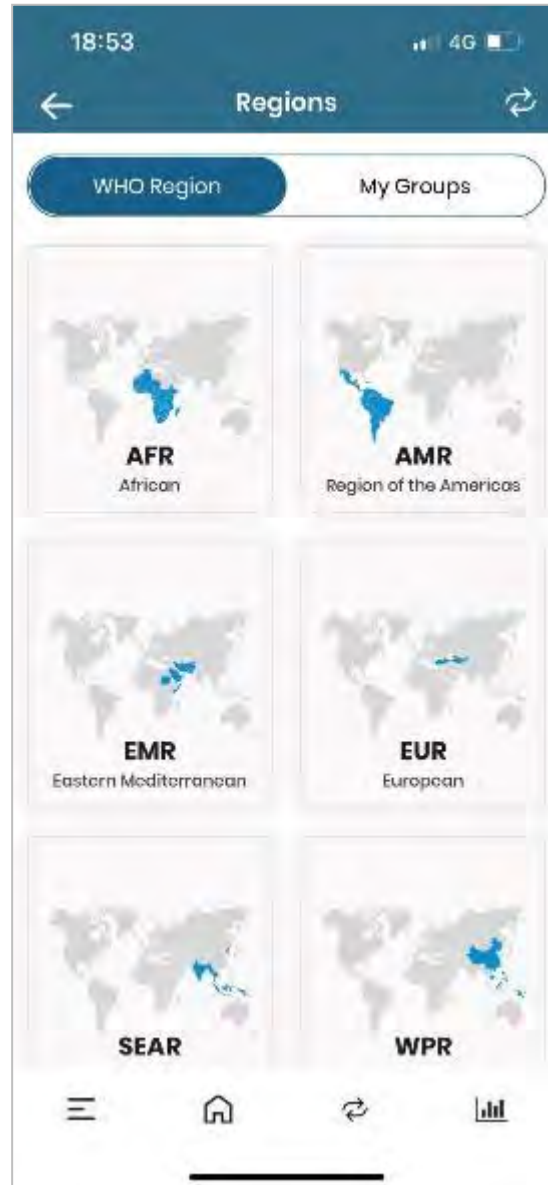 18:53 4G
Regions
WHO Region My Groups
AFR AMR
African Region of the Americas
EMR EUR
Eastern Mediterranean European
SEAR WPR